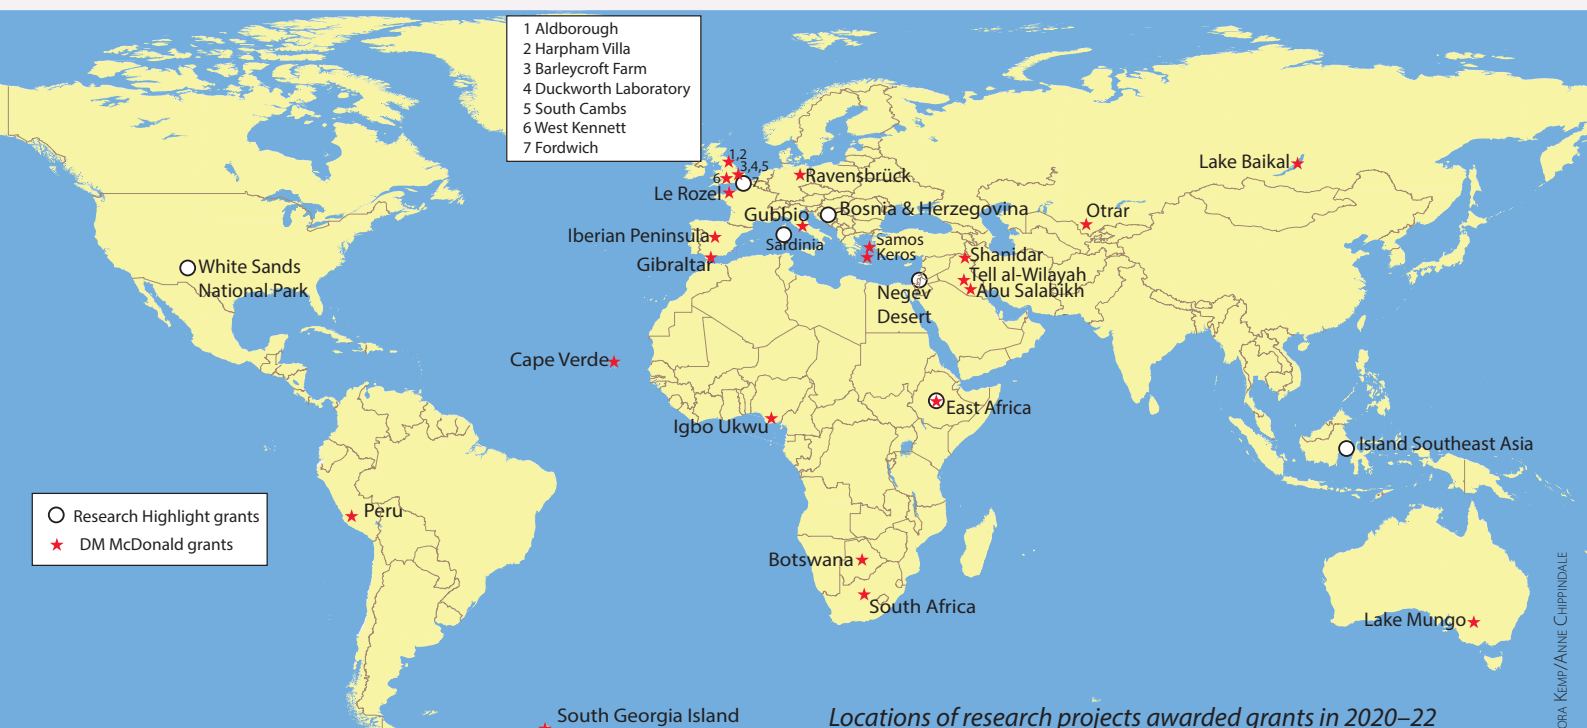 1 Aldborough
2 Harpham Villa
3 Barleycroft Farm
4 Duckworth Laboratory
5 South Cambs
6 West Kennett
7 Fordwich
1,2
3,4,5
6
7
Ravensbrück
Lake Baikal
Le Rozel
Gubbio
Bosnia & Herzegovina
Otrar
Iberian Peninsula
Sardinia
Samos
Keros
Gibraltar
Shanidar
White Sands
National Park
Tell al-Wilayah
Abu Salabikh
Negev
Desert
Cape Verde
East Africa
Igbo Ukwu
Island Southeast Asia
Research Highlight grants
DM McDonald grants
Peru
Botswana
South Africa
Lake Mungo
South Georgia Island
Locations of research projects awarded grants in 2020–22
Kemp/Anne Chippindale